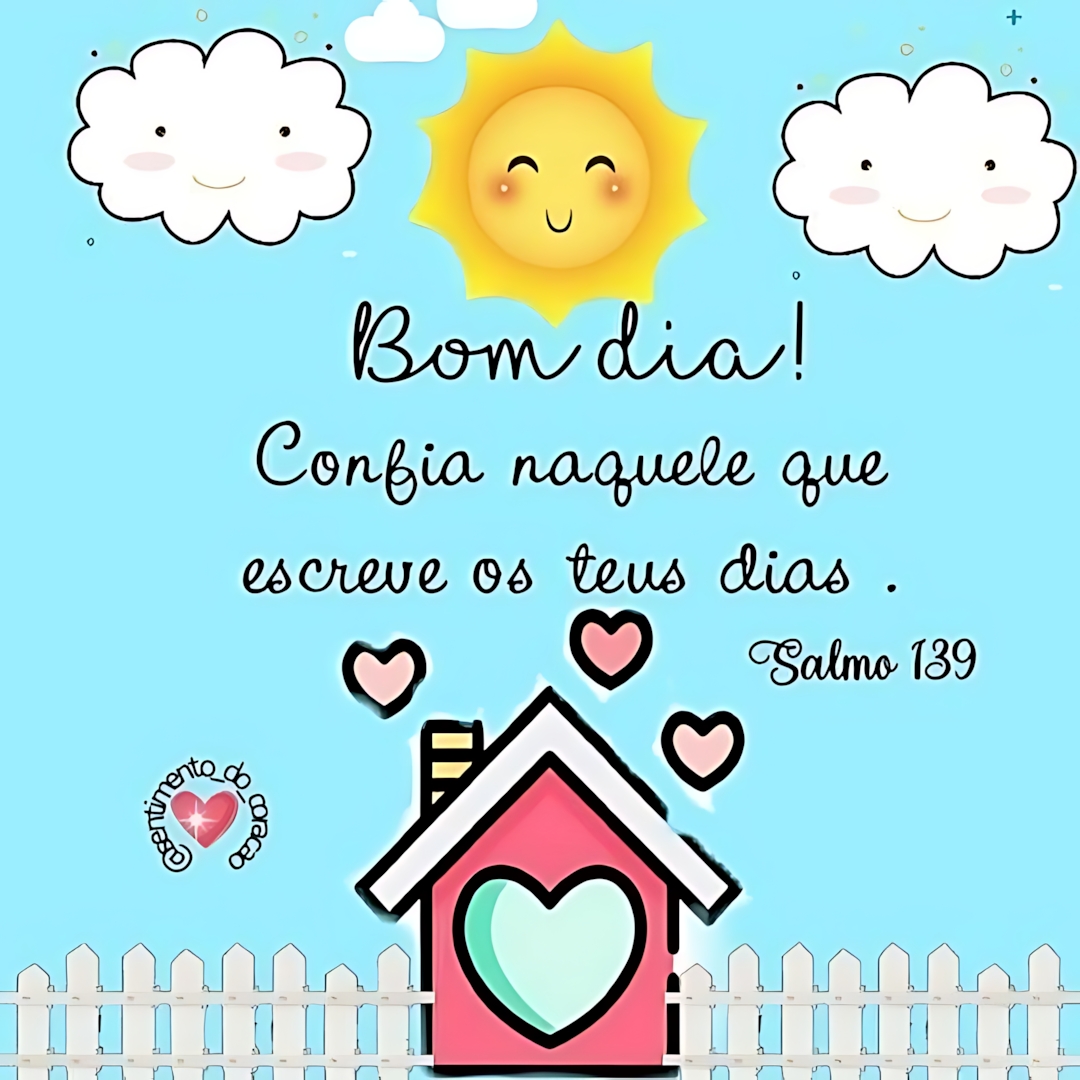 Bom dia!
Confia naquele que
escreve os teus dias .
Salmo 139
@sentimento_do_coracao